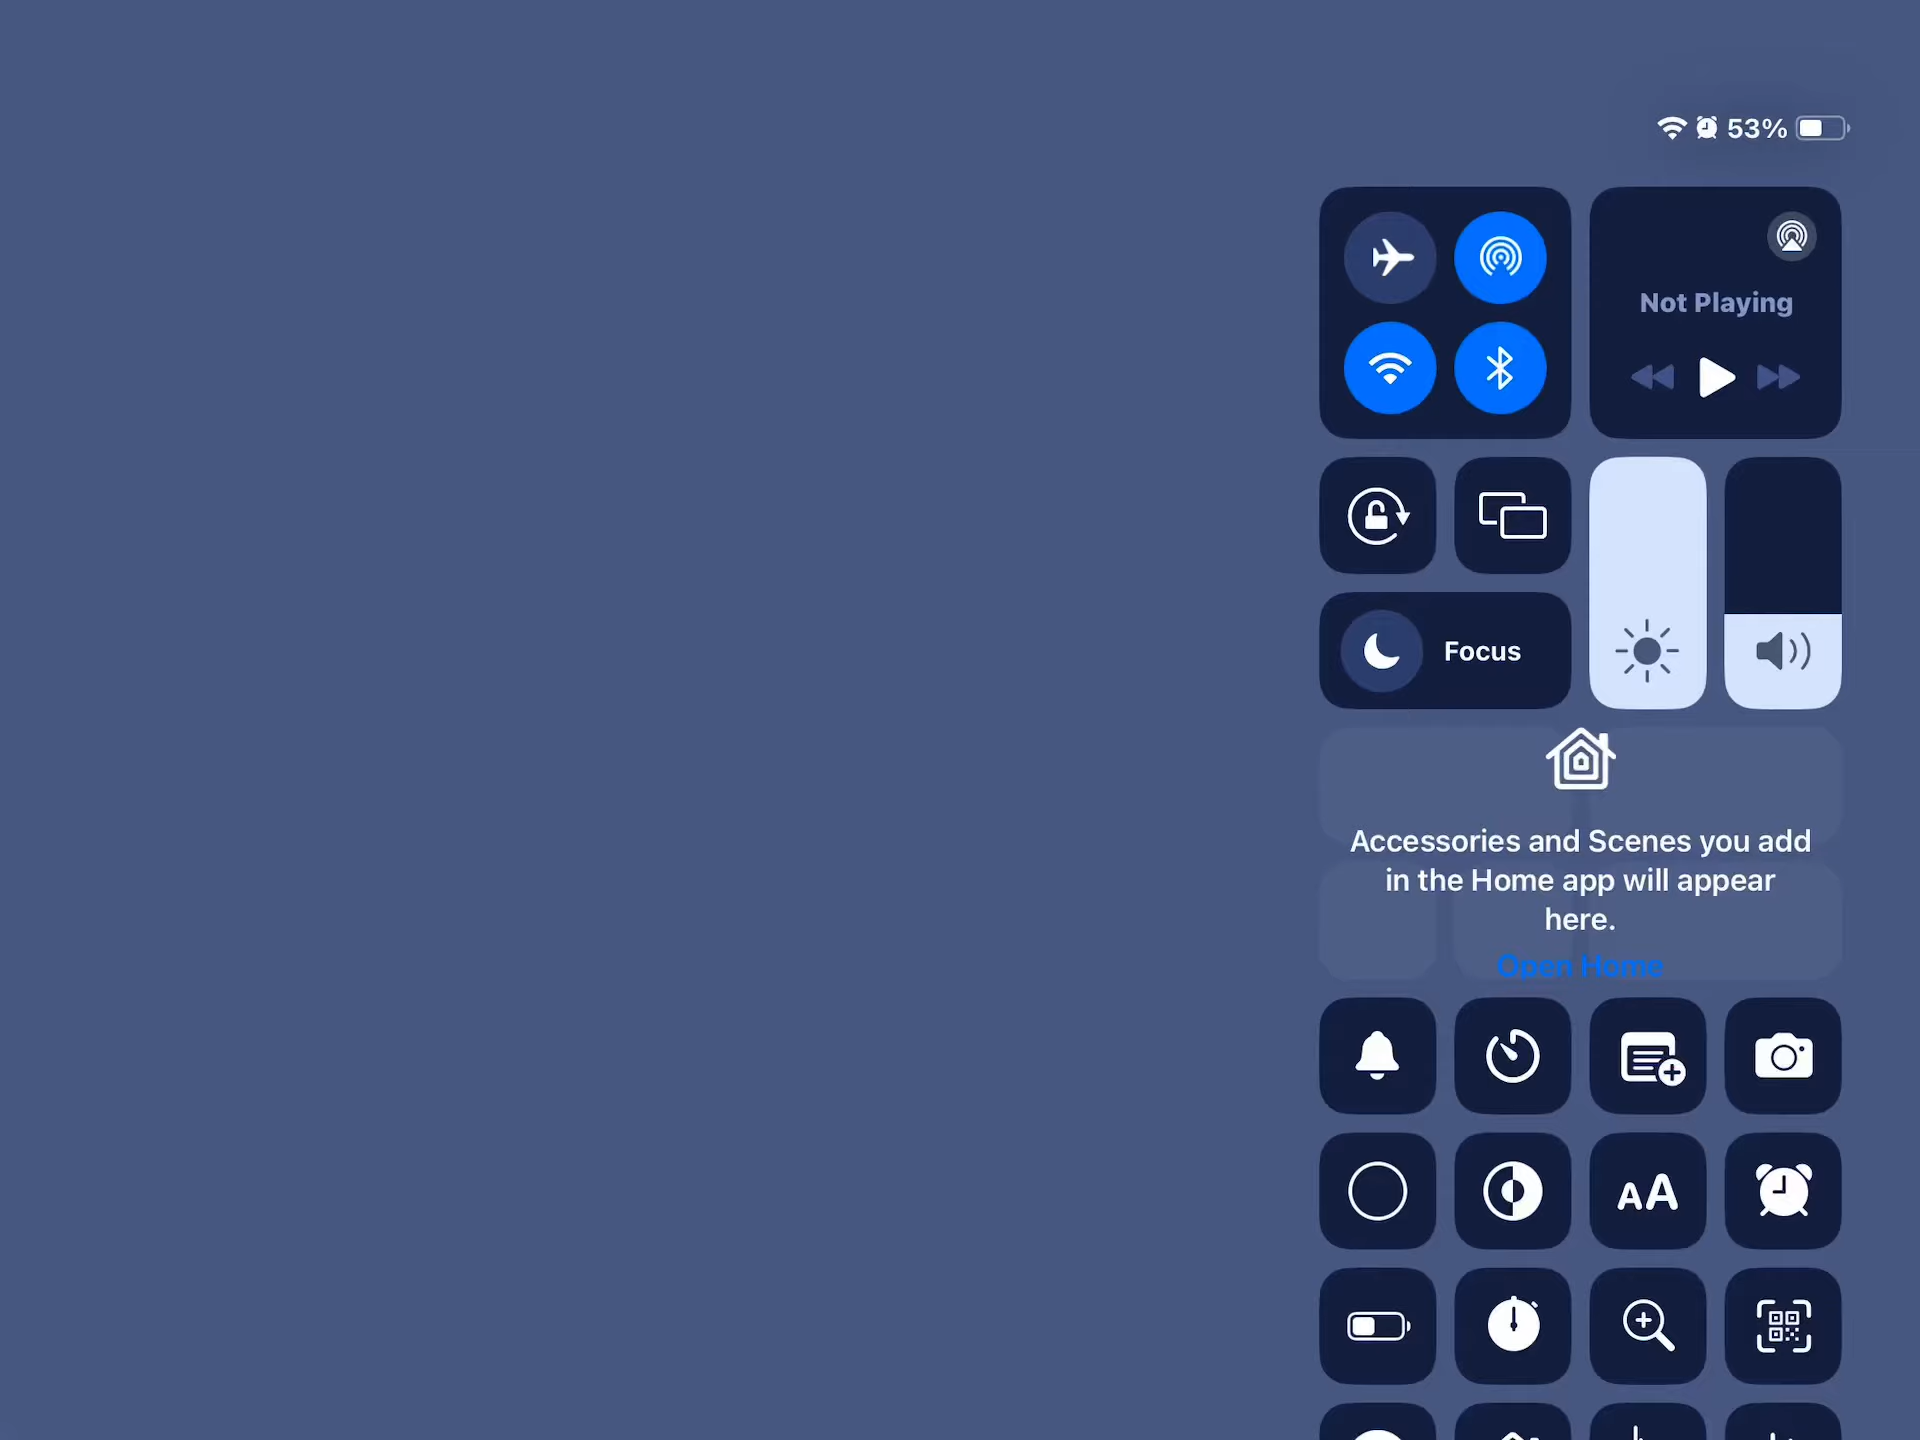 53%
Not Playing
Focus
Accessories and Scenes you add
in the Home app will appear
here.
Open Home
AA